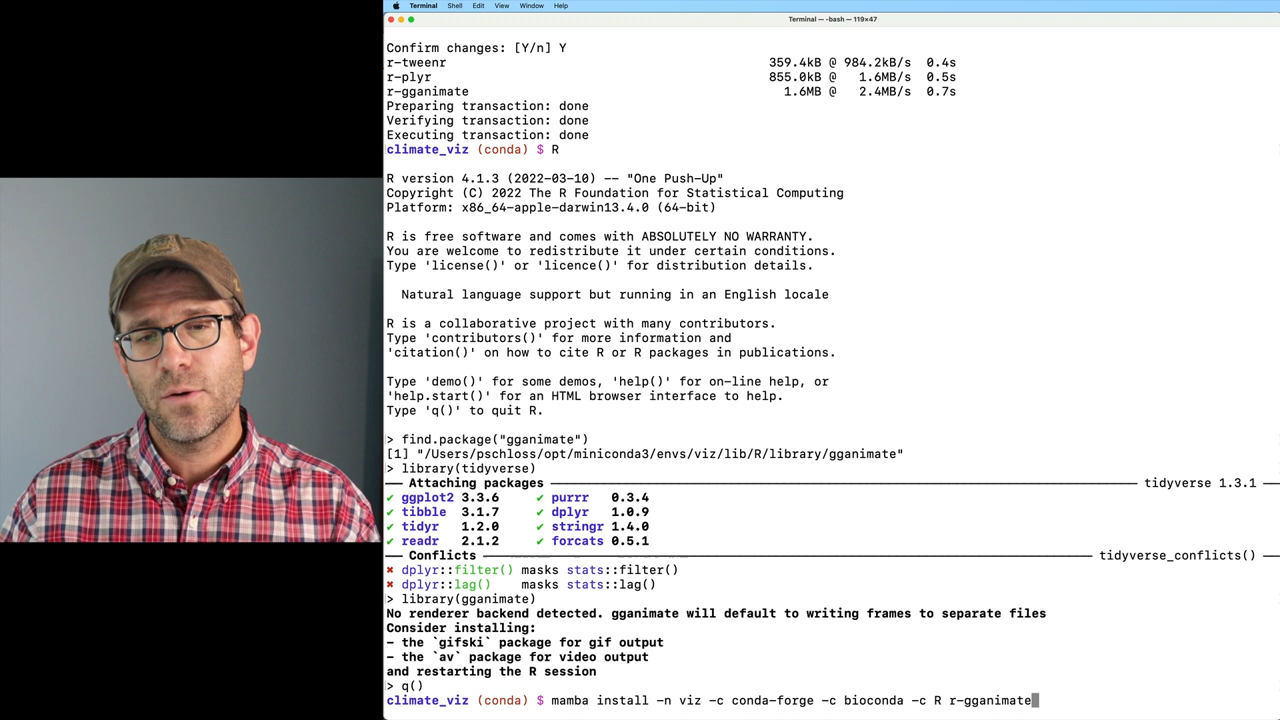 Terminal Shell Edit View Window Help
Terminal — -bash — 119×47
Confirm changes: [Y/n] Y
r-tweenr 359.4kB @ 984.2kB/s 0.4s
r-plyr 855.0kB @ 1.6MB/s 0.5s
r-gganimate 1.6MB @ 2.4MB/s 0.7s
Preparing transaction: done
Verifying transaction: done
Executing transaction: done
climate_viz (conda) $ R
R version 4.1.3 (2022-03-10) -- "One Push-Up"
Copyright (C) 2022 The R Foundation for Statistical Computing
Platform: x86_64-apple-darwin13.4.0 (64-bit)
R is free software and comes with ABSOLUTELY NO WARRANTY.
You are welcome to redistribute it under certain conditions.
Type 'license()' or 'licence()' for distribution details.
Natural language support but running in an English locale
R is a collaborative project with many contributors.
Type 'contributors()' for more information and
'citation()' on how to cite R or R packages in publications.
Type 'demo()' for some demos, 'help()' for on-line help, or
'help.start()' for an HTML browser interface to help.
Type 'q()' to quit R.
> find.package("gganimate")
[1] "/Users/pschloss/opt/miniconda3/envs/viz/lib/R/library/gganimate"
> library(tidyverse)
── Attaching packages ── tidyverse 1.3.1 ──
✔ ggplot2 3.3.6 ✔ purrr 0.3.4
✔ tibble 3.1.7 ✔ dplyr 1.0.9
✔ tidyr 1.2.0 ✔ stringr 1.4.0
✔ readr 2.1.2 ✔ forcats 0.5.1
── Conflicts ── tidyverse_conflicts() ──
✖ dplyr::filter() masks stats::filter()
✖ dplyr::lag() masks stats::lag()
> library(gganimate)
No renderer backend detected. gganimate will default to writing frames to separate files
Consider installing:
- the `gifski` package for gif output
- the `av` package for video output
and restarting the R session
> q()
climate_viz (conda) $ mamba install -n viz -c conda-forge -c bioconda -c R r-gganimate